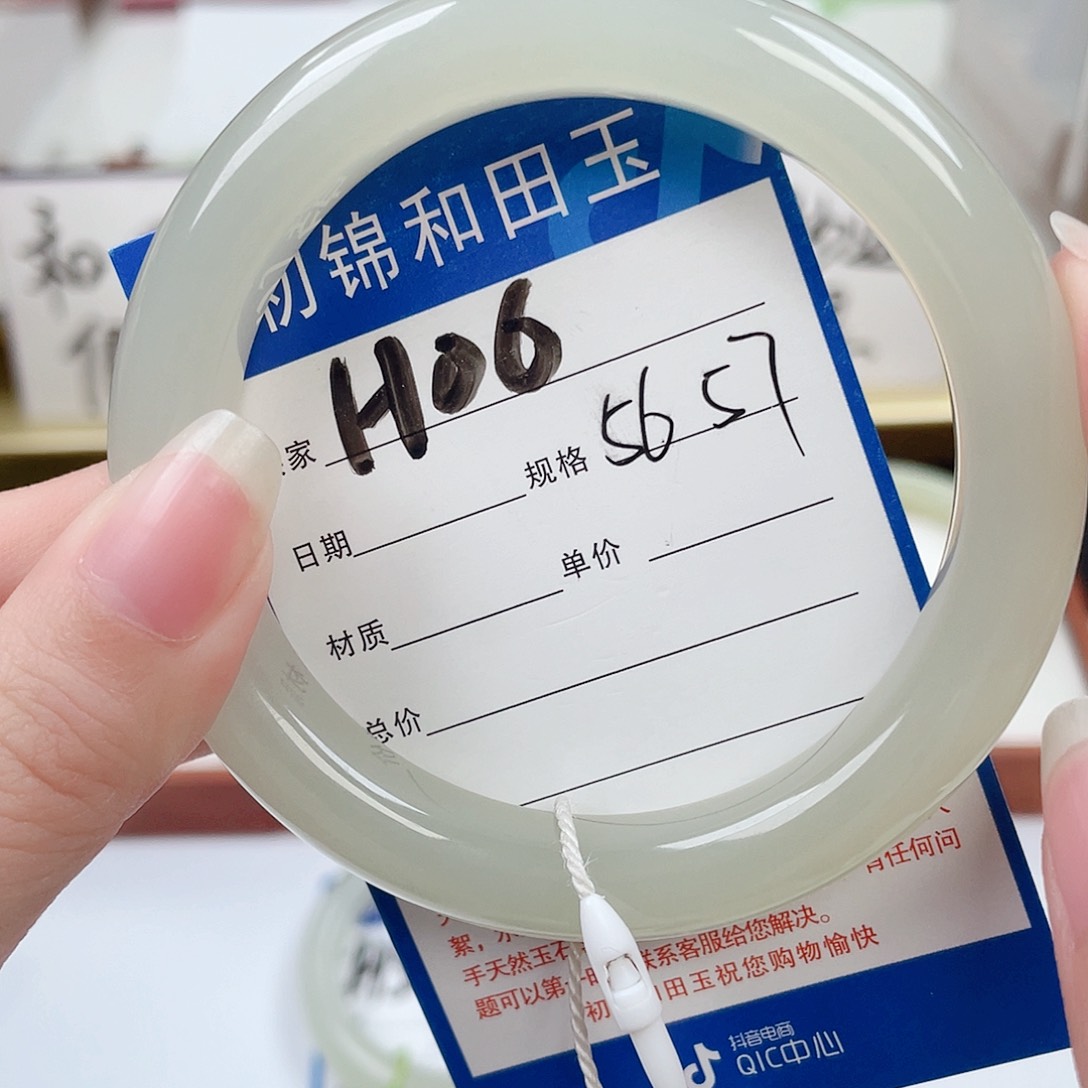 初锦和田玉
H06
家
规格 56 57
日期
单价
材质
总价
有任何问
絮，
手天然玉石 联系客服给您解决。
题可以第一时 初 田玉祝您购物愉快
抖音电商
QIC中心
和